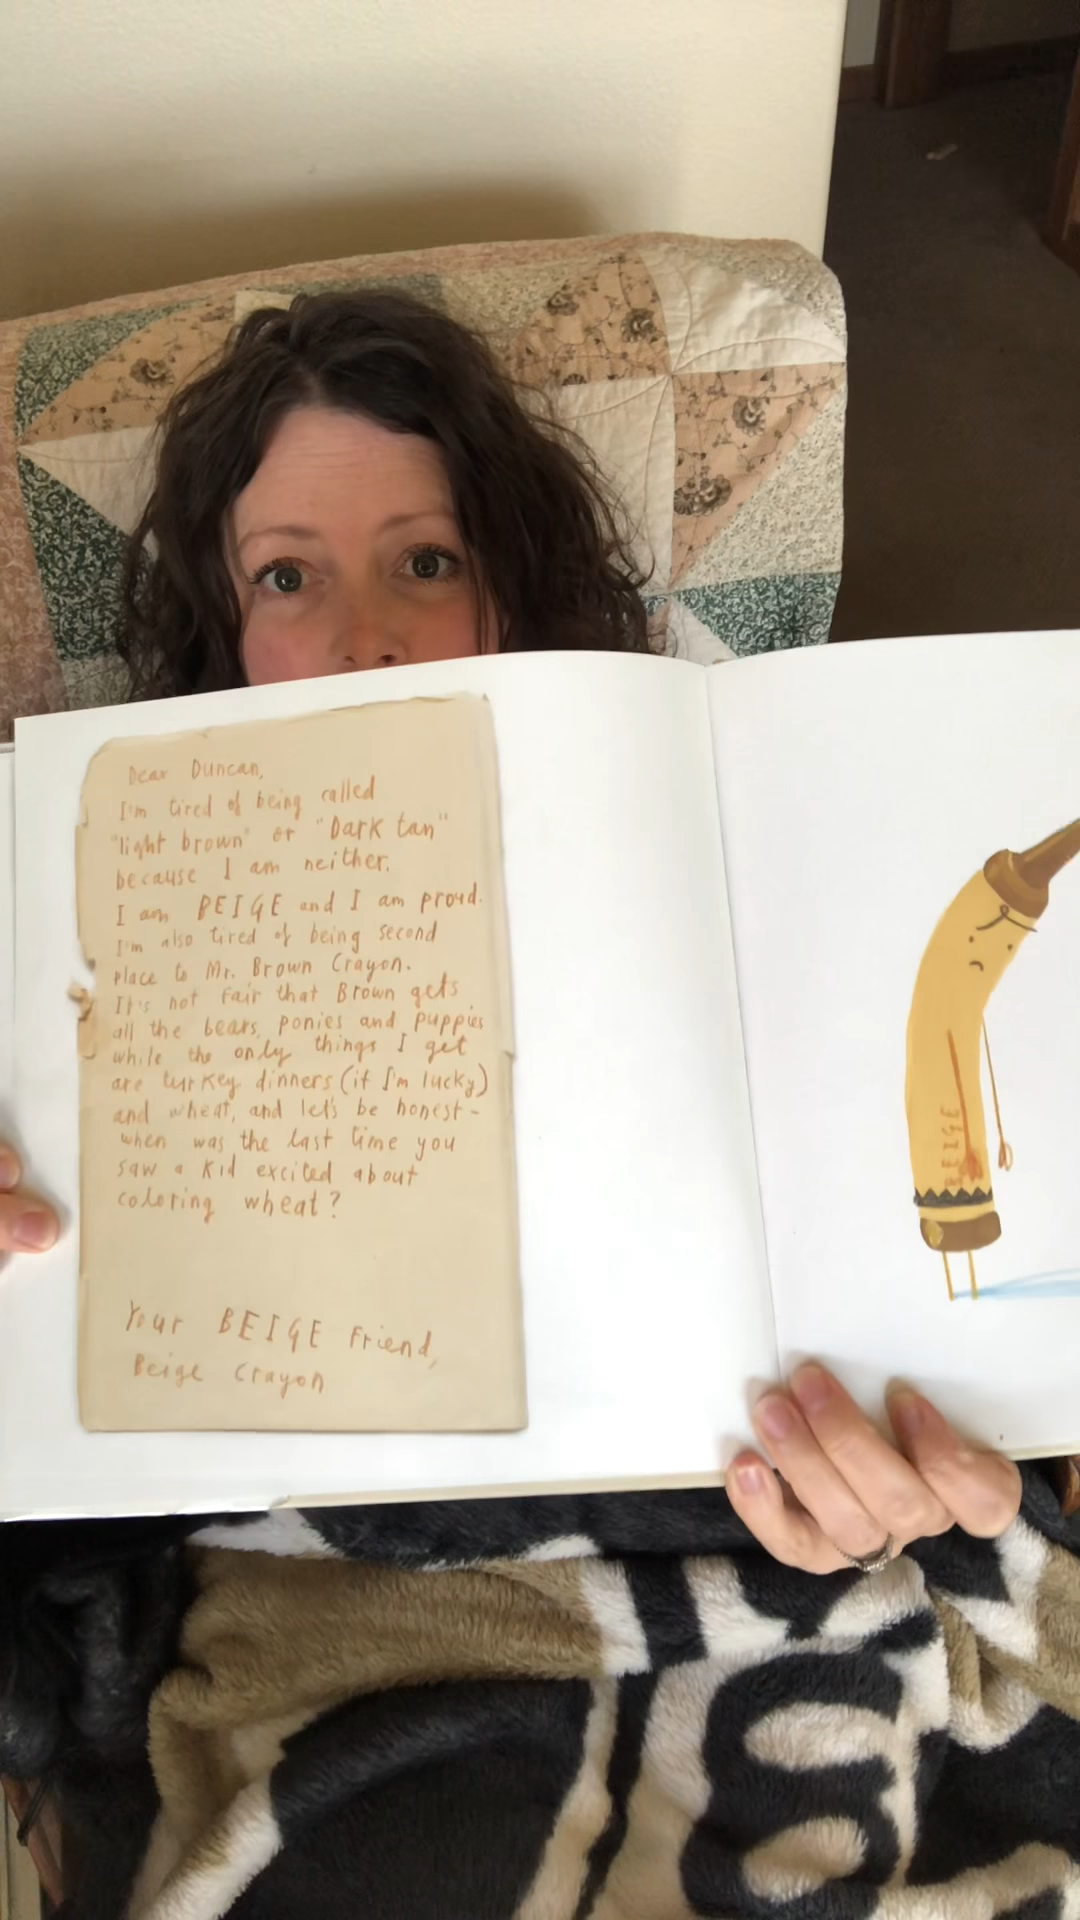 Dear Duncan,
I'm tired of being called
"light brown" or "Dark tan"
because I am neither.
I am BEIGE and I am proud.
I'm also tired of being second
place to Mr. Brown Crayon.
It's not fair that Brown gets
all the bears, ponies and puppies
while the only things I get
are turkey dinners (if I'm lucky)
and wheat, and let's be honest –
when was the last time you
saw a kid excited about
coloring wheat?
Your BEIGE friend,
Beige Crayon
BEIGE